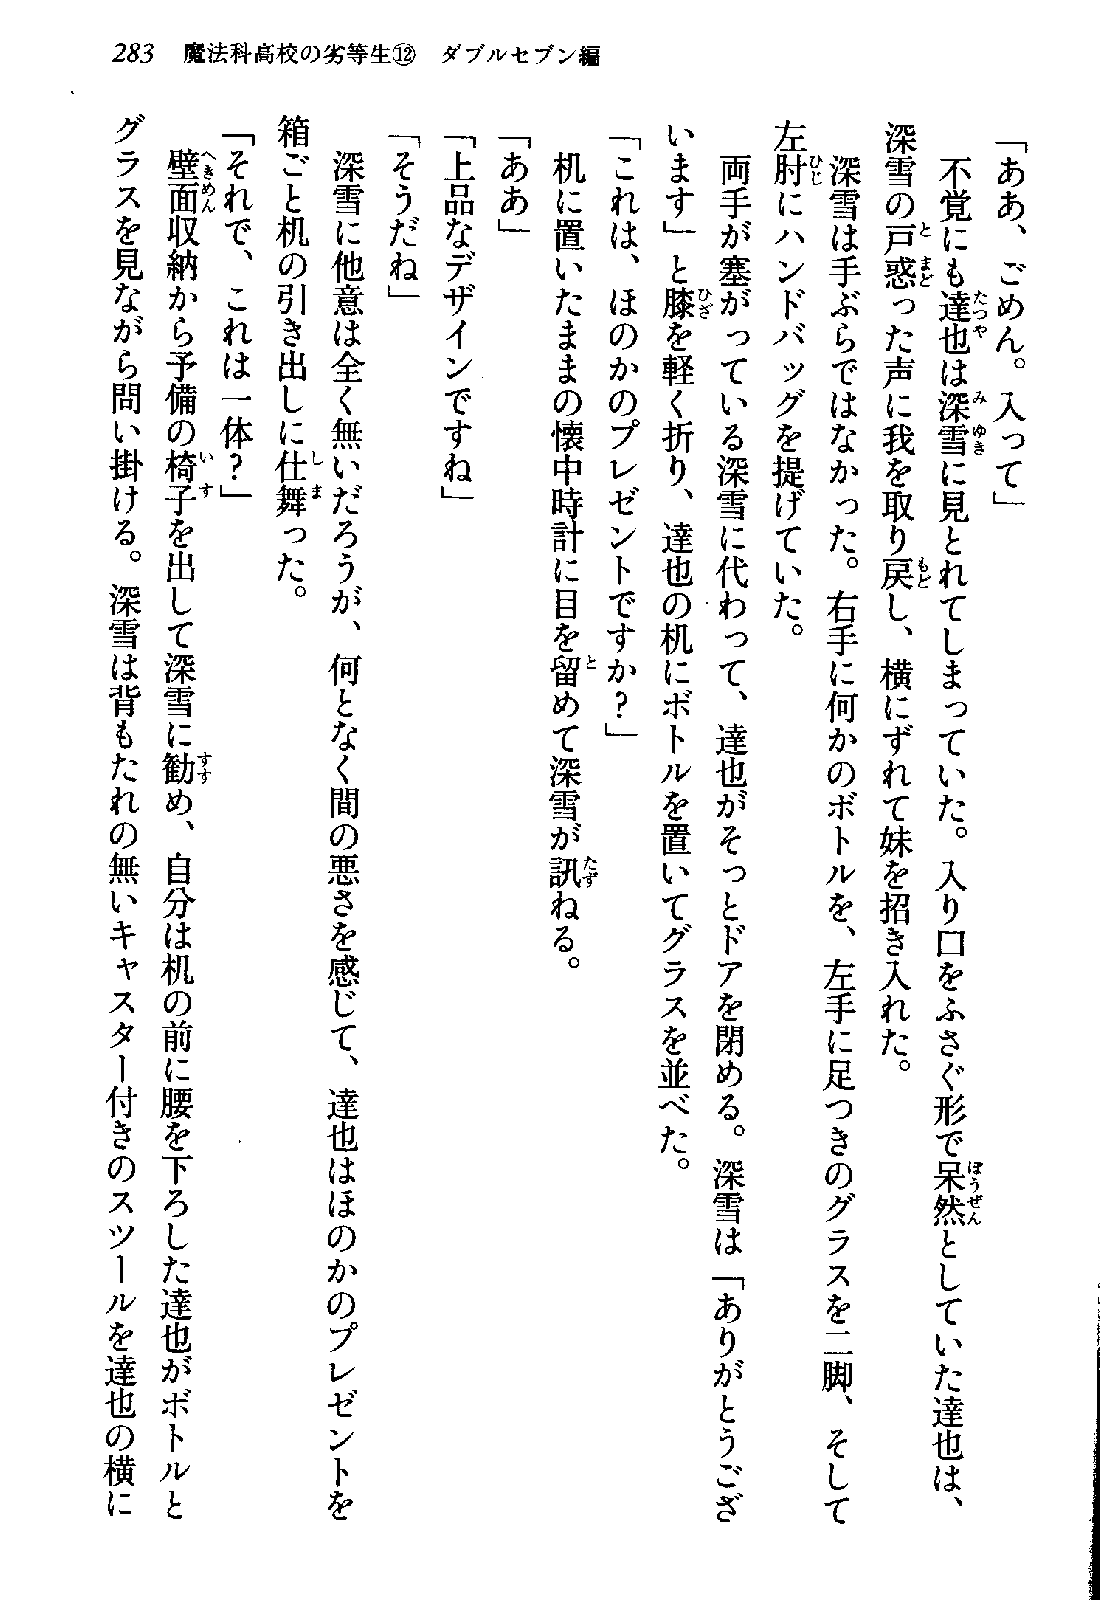 283 魔法科高校の劣等生⑫ ダブルセブン編
「ああ、ごめん。入って」
　不覚にも達也は深雪に見とれてしまっていた。入り口をふさぐ形で呆然としていた達也は、
深雪の戸惑った声に我を取り戻し、横にずれて妹を招き入れた。
　深雪は手ぶらではなかった。右手に何かのボトルを、左手に足つきのグラスを二脚、そして
左肘にハンドバッグを提げていた。
　両手が塞がっている深雪に代わって、達也がそっとドアを閉める。深雪は「ありがとうござ
います」と膝を軽く折り、達也の机にボトルを置いてグラスを並べた。
「これは、ほのかのプレゼントですか？」
　机に置いたままの懐中時計に目を留めて深雪が訊ねる。
「ああ」
「上品なデザインですね」
「そうだね」
　深雪に他意は全く無いだろうが、何となく間の悪さを感じて、達也はほのかのプレゼントを
箱ごと机の引き出しに仕舞った。
「それで、これは一体？」
　壁面収納から予備の椅子を出して深雪に勧め、自分は机の前に腰を下ろした達也がボトルと
グラスを見ながら問い掛ける。深雪は背もたれの無いキャスター付きのスツールを達也の横に